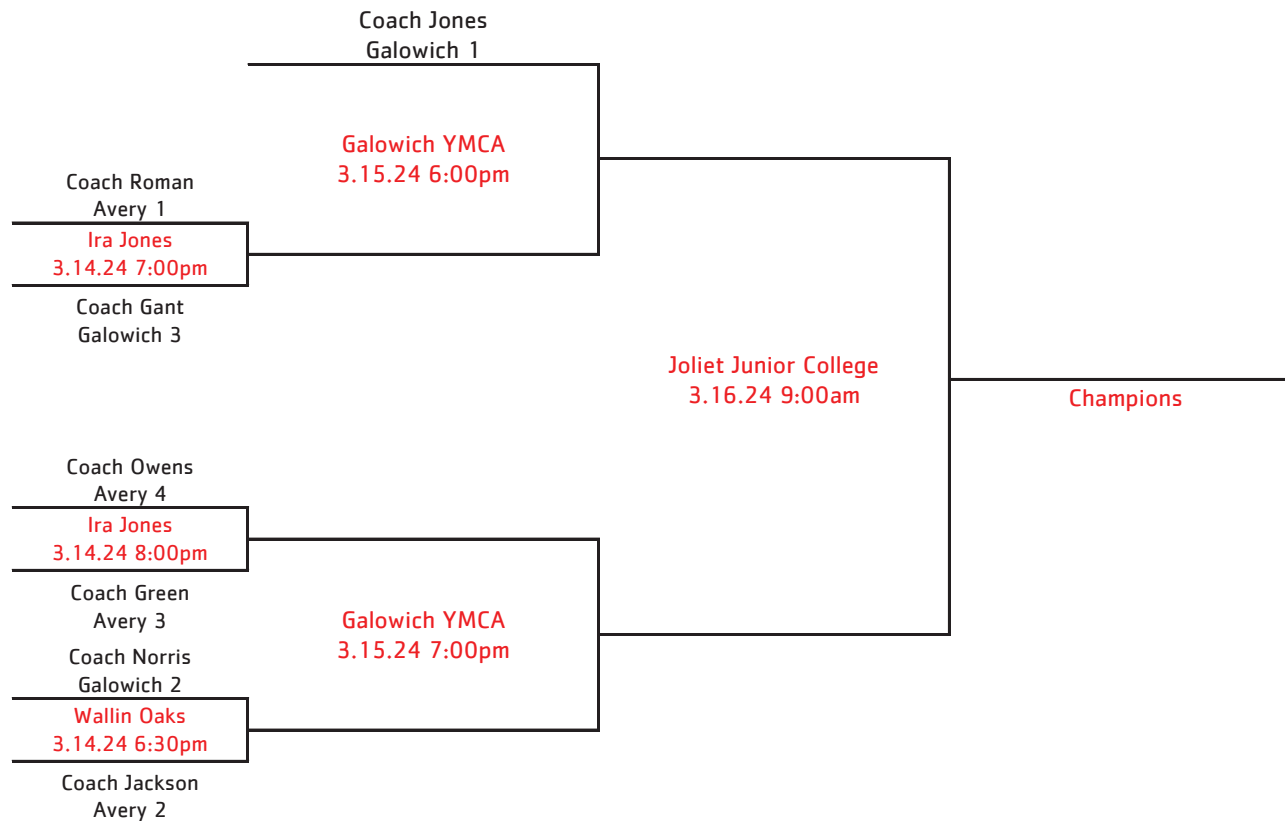 Coach Jones
Galowich 1
Galowich YMCA
3.15.24 6:00pm
Coach Roman
Avery 1
Ira Jones
3.14.24 7:00pm
Coach Gant
Galowich 3
Joliet Junior College
3.16.24 9:00am
Champions
Coach Owens
Avery 4
Ira Jones
3.14.24 8:00pm
Coach Green
Avery 3
Galowich YMCA
3.15.24 7:00pm
Coach Norris
Galowich 2
Wallin Oaks
3.14.24 6:30pm
Coach Jackson
Avery 2